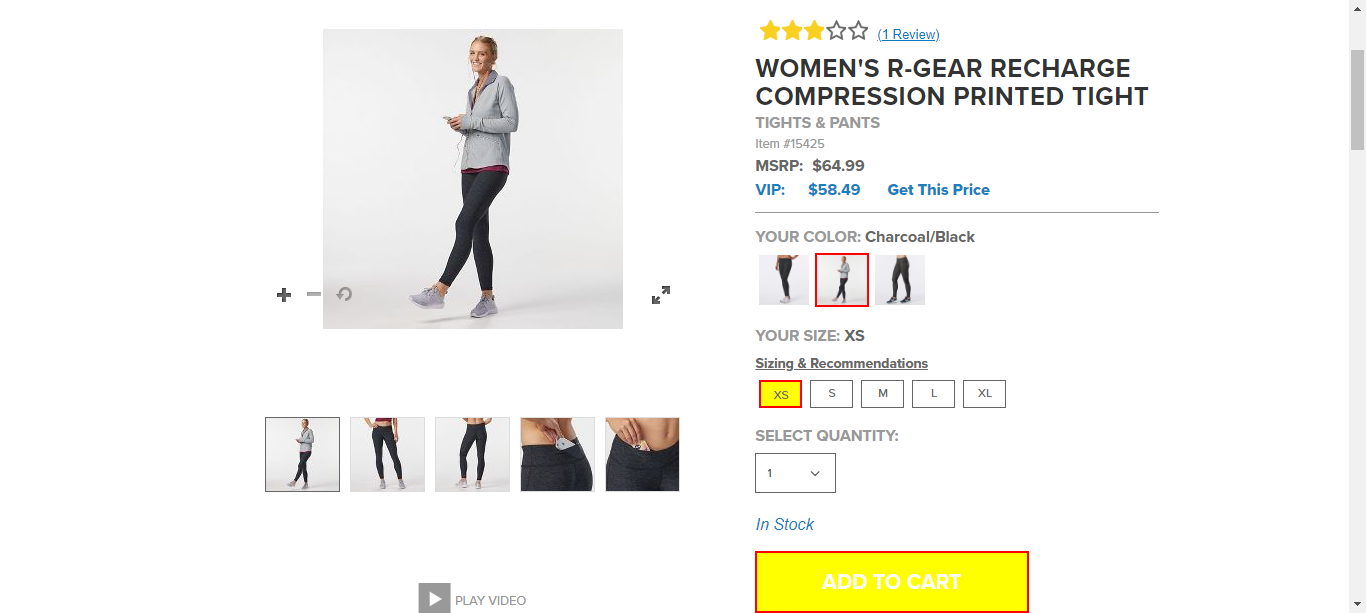 (1 Review)
WOMEN'S R-GEAR RECHARGE
COMPRESSION PRINTED TIGHT
TIGHTS & PANTS
Item #15425
MSRP: $64.99
VIP: $58.49 Get This Price
YOUR COLOR: Charcoal/Black
YOUR SIZE: XS
Sizing & Recommendations
XS S M L XL
SELECT QUANTITY:
1
In Stock
ADD TO CART
PLAY VIDEO